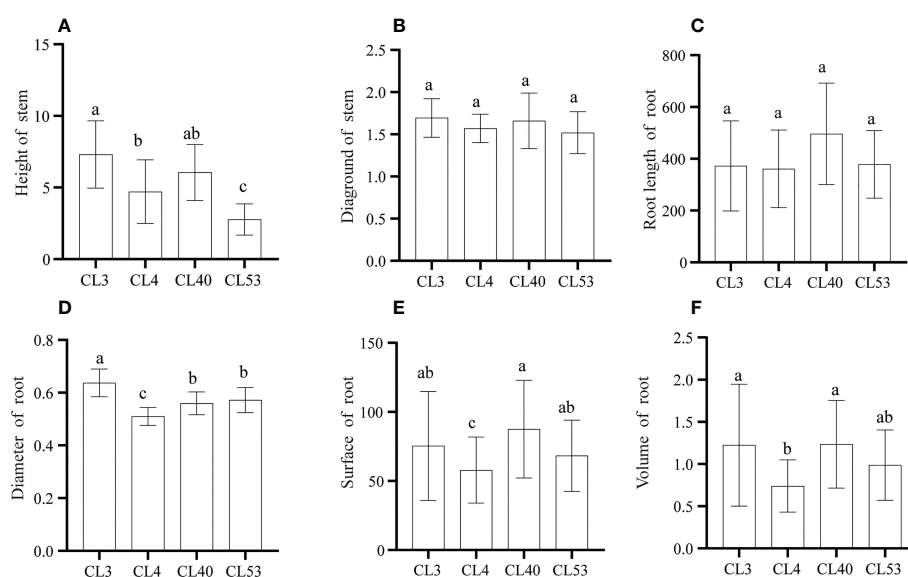 A
Height of stem
15
10
5
0
a
b
ab
c
CL3 CL4 CL40 CL53
B
Diaground of stem
2.5
2.0
1.5
1.0
0.5
0.0
a
a
a
a
CL3 CL4 CL40 CL53
C
Root length of root
800
600
400
200
0
a
a
a
a
CL3 CL4 CL40 CL53
D
Diameter of root
0.8
0.6
0.4
0.2
0.0
a
c
b
b
CL3 CL4 CL40 CL53
E
Surface of root
150
100
50
0
ab
c
a
ab
CL3 CL4 CL40 CL53
F
Volume of root
2.5
2.0
1.5
1.0
0.5
0.0
a
b
a
ab
CL3 CL4 CL40 CL53